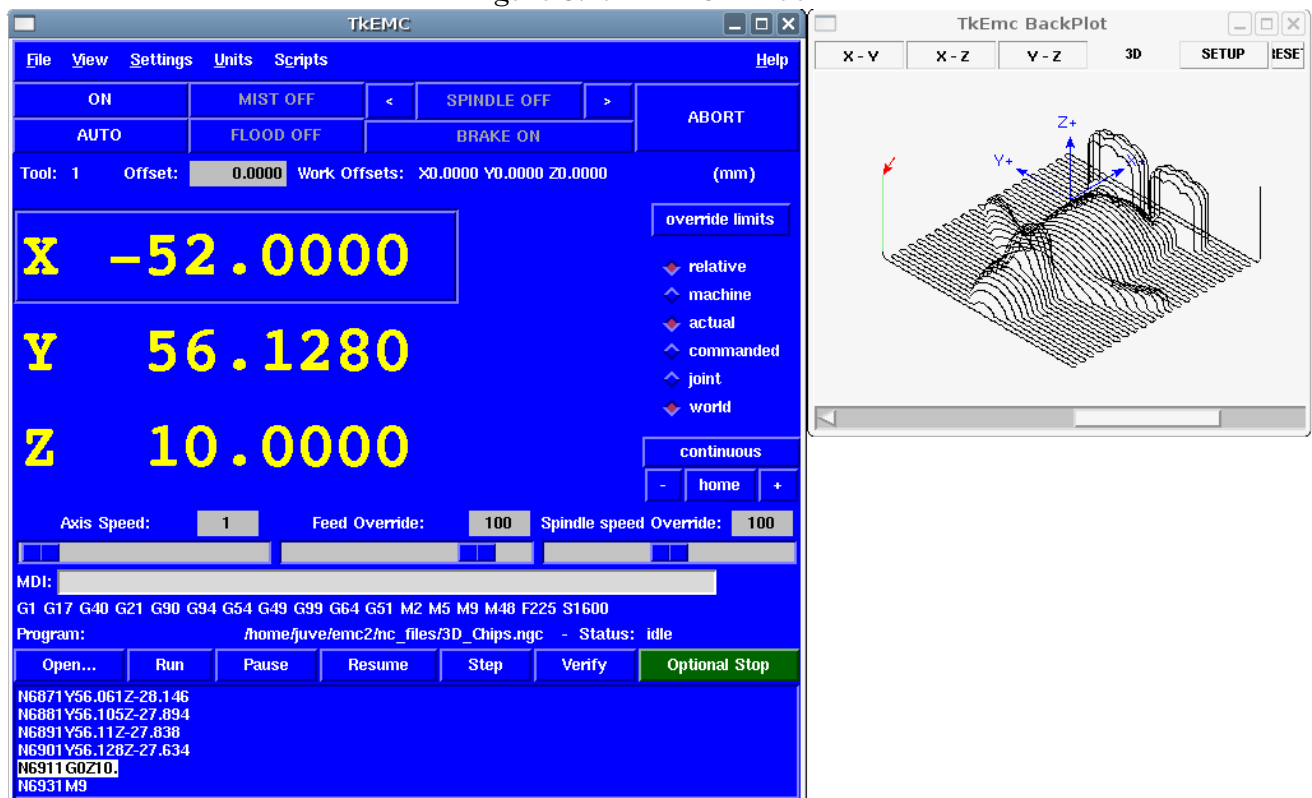 TkEMC
File View Settings Units Scripts Help
ON MIST OFF < SPINDLE OFF > ABORT
AUTO FLOOD OFF BRAKE ON
Tool: 1 Offset: 0.0000 Work Offsets: X0.0000 Y0.0000 Z0.0000 (mm)
override limits
X -52.0000
relative
machine
actual
Y 56.1280
commanded
joint
world
Z 10.0000
continuous
- home +
Axis Speed: 1 Feed Override: 100 Spindle speed Override: 100
MDI:
G1 G17 G40 G21 G90 G94 G54 G49 G99 G64 G51 M2 M5 M9 M48 F225 S1600
Program: /home/juve/emc2/nc_files/3D_Chips.ngc - Status: idle
Open... Run Pause Resume Step Verify Optional Stop
N6871Y56.061Z-28.146
N6881Y56.105Z-27.894
N6891Y56.11Z-27.838
N6901Y56.128Z-27.634
N6911G0Z10.
N6931M9
TkEmc BackPlot
X - Y X - Z Y - Z 3D SETUP
Z+
Y+
X+